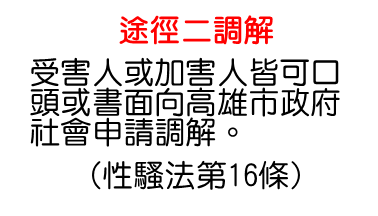 途徑二調解
受害人或加害人皆可口
頭或書面向高雄市政府
社會申請調解。
（性騷法第16條）